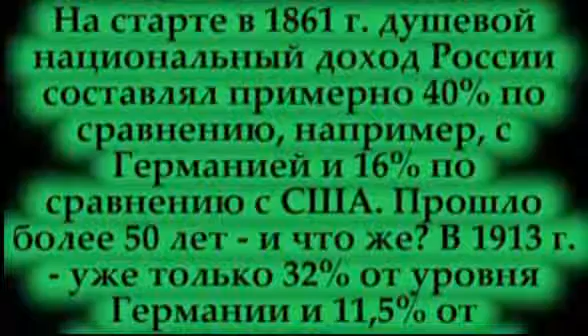 На старте в 1861 г. душевой
национальный доход России
составлял примерно 40% по
сравнению, например, с
Германией и 16% по
сравнению с США. Прошло
более 50 лет - и что же? В 1913 г.
- уже только 32% от уровня
Германии и 11,5% от